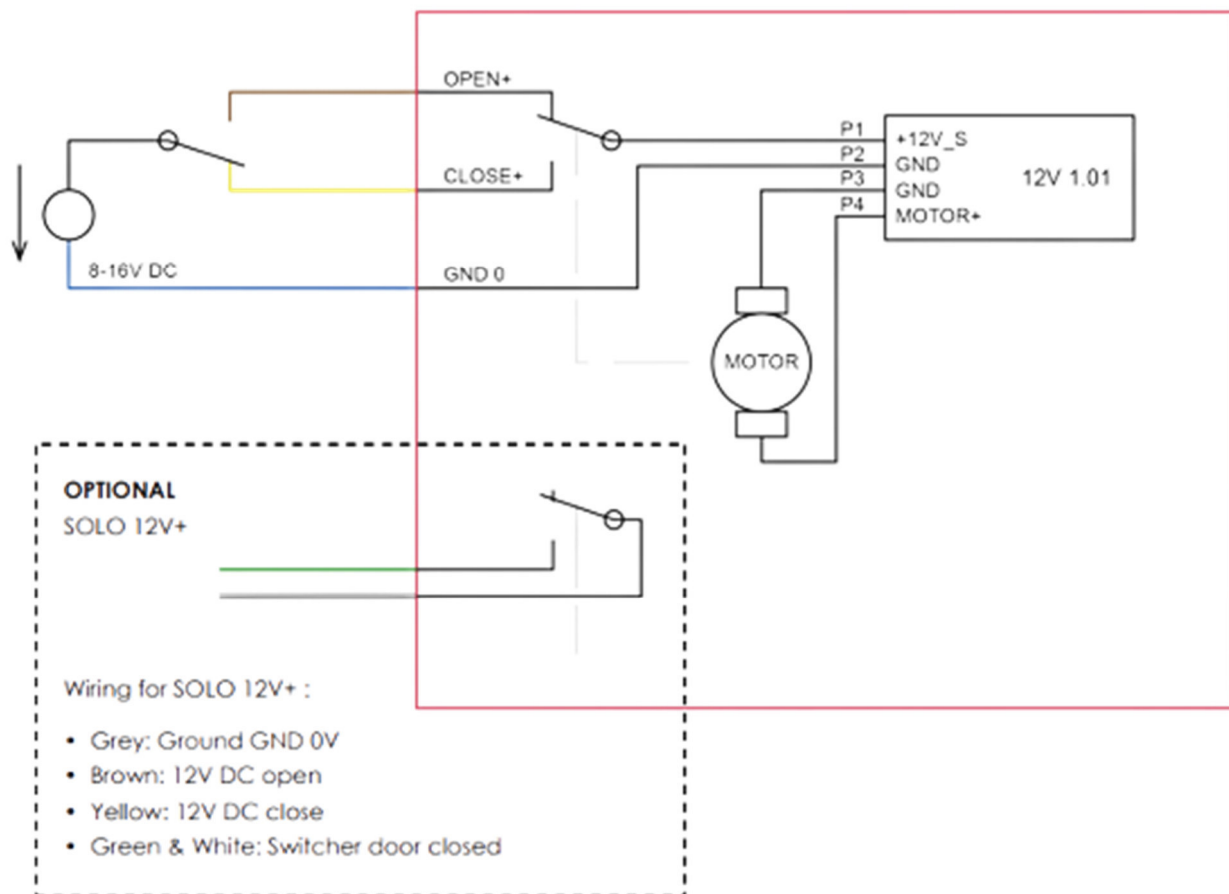 OPEN+
P1
+12V_S
P2
GND
12V 1.01
CLOSE+
P3
GND
P4
MOTOR+
8-16V DC
GND 0
MOTOR
OPTIONAL
SOLO 12V+
Wiring for SOLO 12V+ :
• Grey: Ground GND 0V
• Brown: 12V DC open
• Yellow: 12V DC close
• Green & White: Switcher door closed